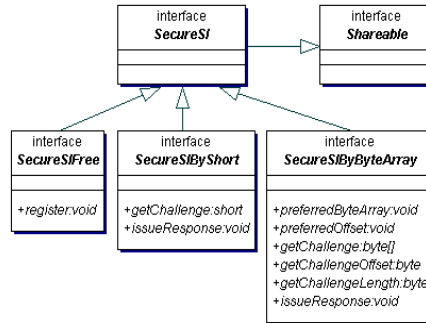 interface
SecureSI
interface
Shareable
interface
SecureSIFree
+register:void
interface
SecureSIByShort
+getChallenge:short
+issueResponse:void
interface
SecureSIByByteArray
+preferredByteArray:void
+preferredOffset:void
+getChallenge:byte[]
+getChallengeOffset:byte
+getChallengeLength:byte
+issueResponse:void